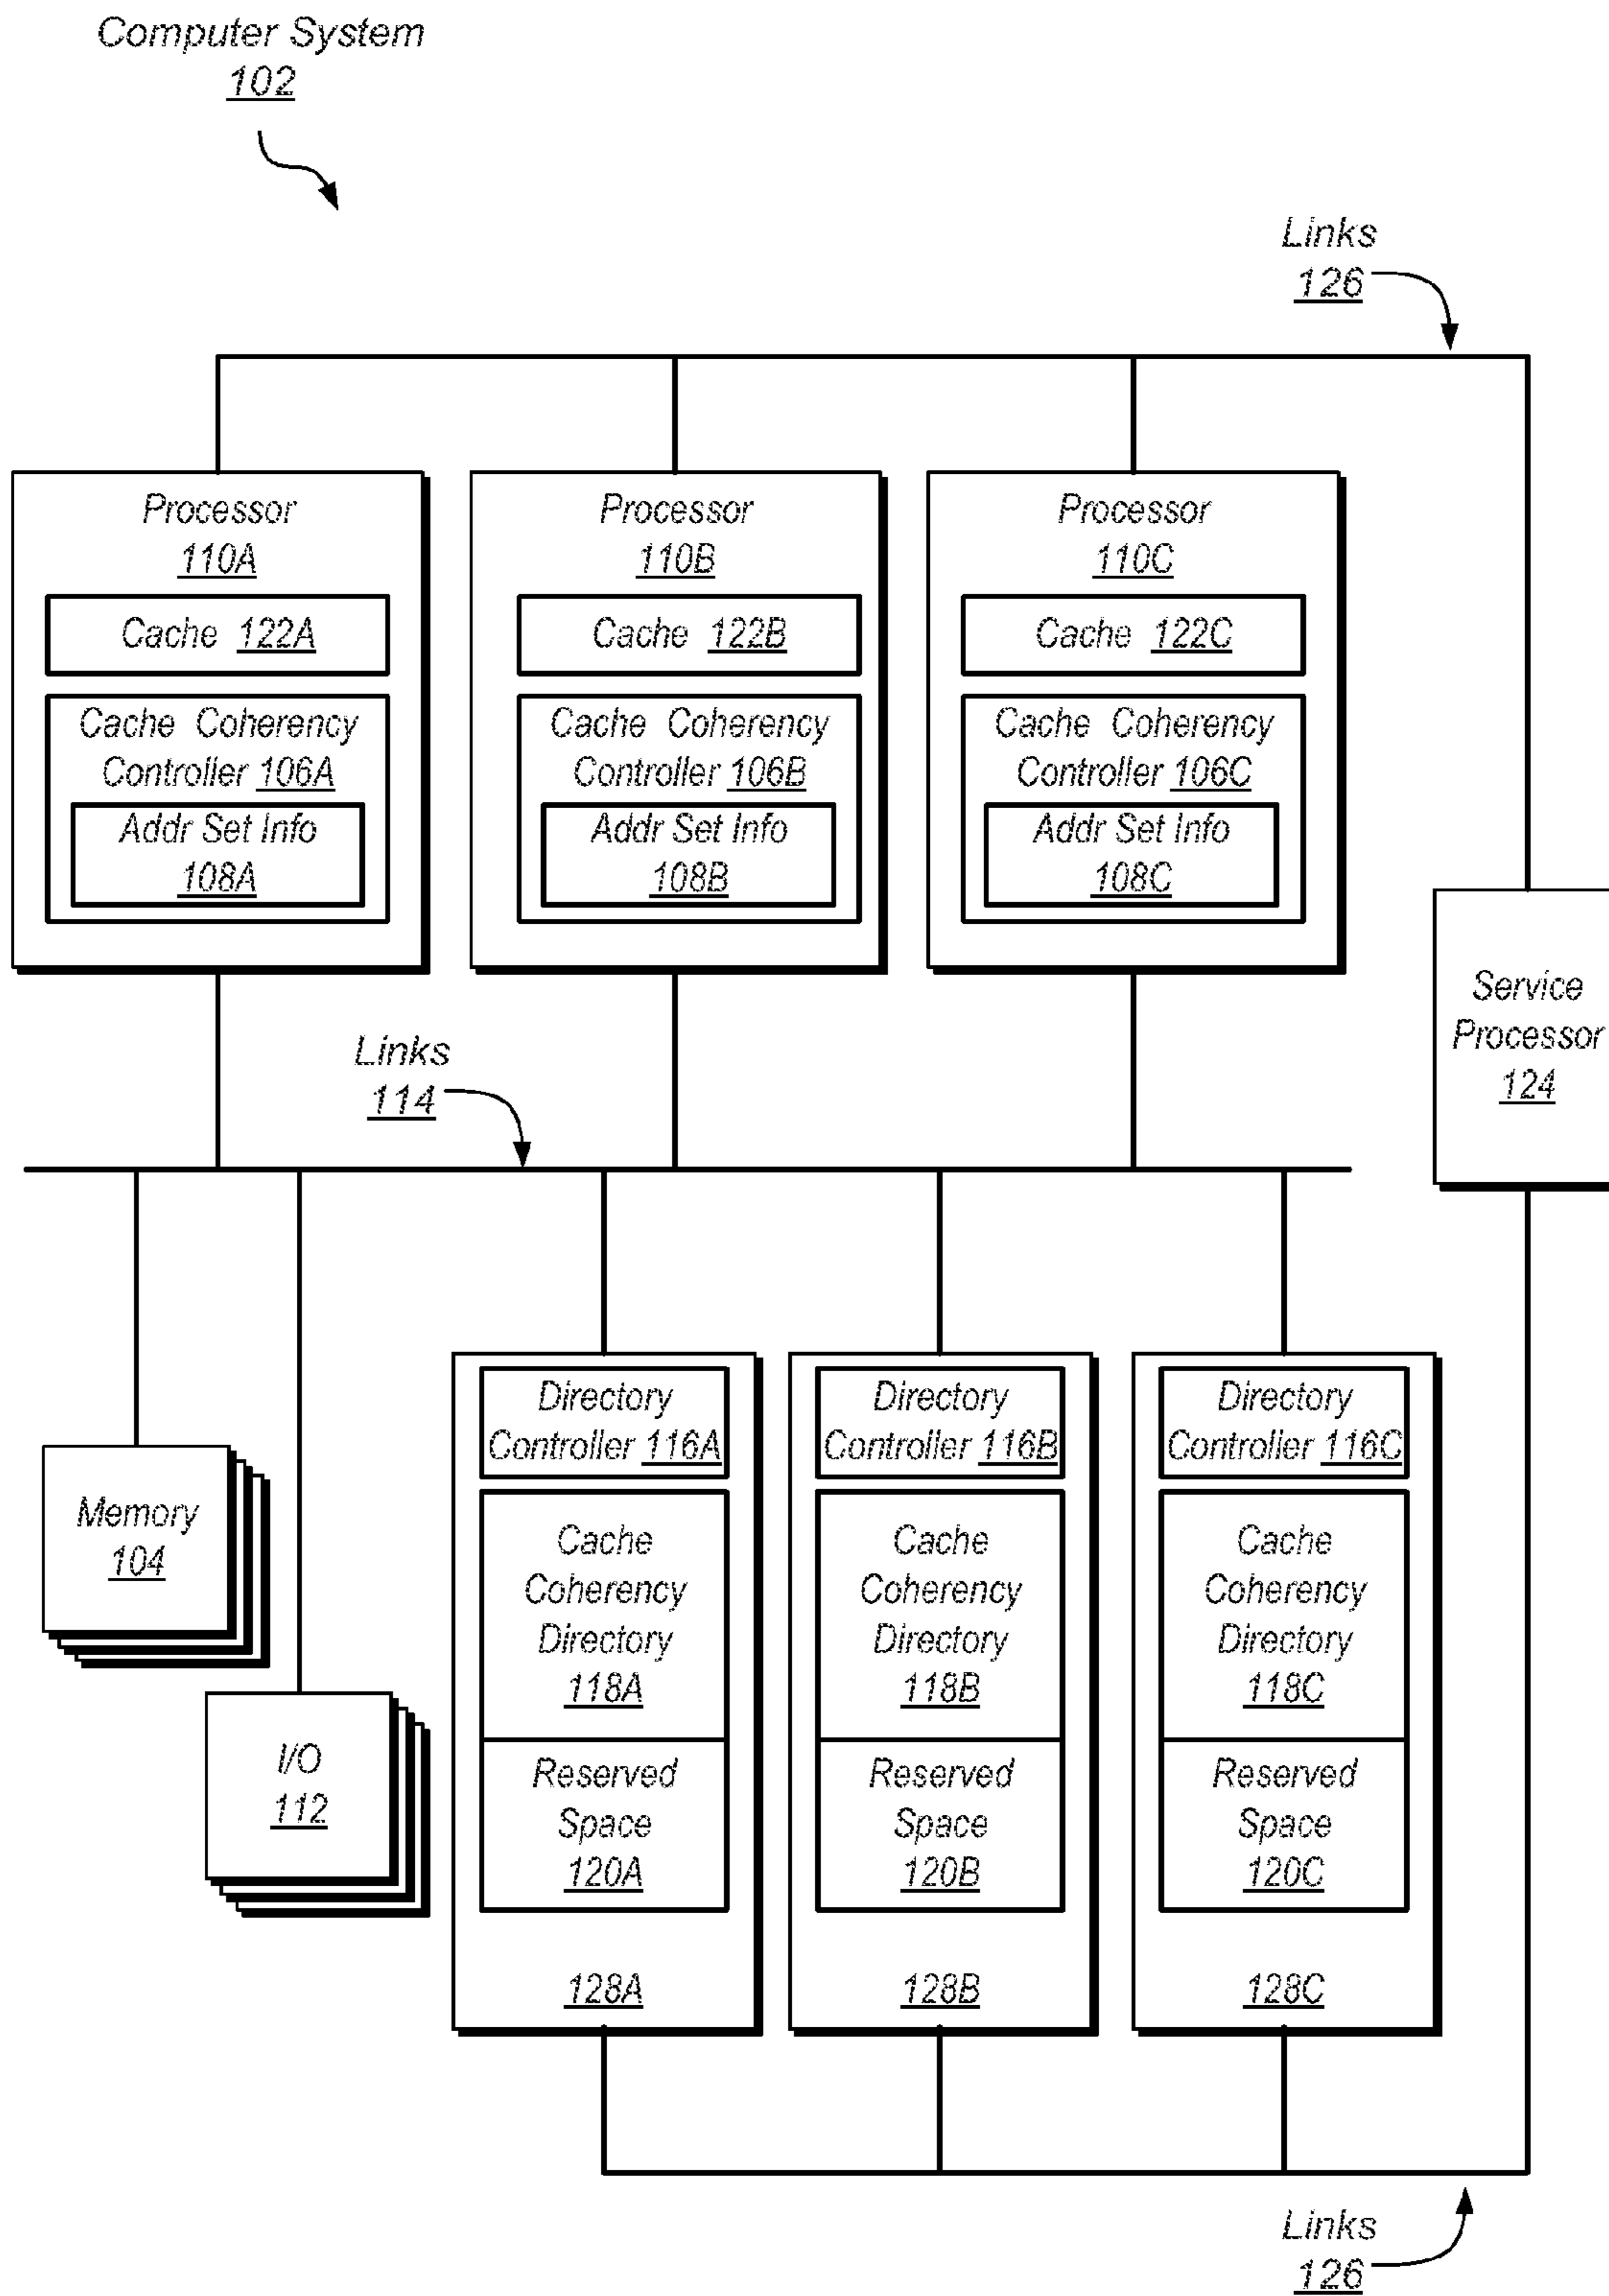 Computer System
102
Links
126
Processor
110A
Cache 122A
Cache Coherency
Controller 106A
Addr Set Info
108A
Processor
110B
Cache 122B
Cache Coherency
Controller 106B
Addr Set Info
108B
Processor
110C
Cache 122C
Cache Coherency
Controller 106C
Addr Set Info
108C
Service
Processor
124
Links
114
Memory
104
I/O
112
Directory
Controller 116A
Cache
Coherency
Directory
118A
Reserved
Space
120A
128A
Directory
Controller 116B
Cache
Coherency
Directory
118B
Reserved
Space
120B
128B
Directory
Controller 116C
Cache
Coherency
Directory
118C
Reserved
Space
120C
128C
Links
126